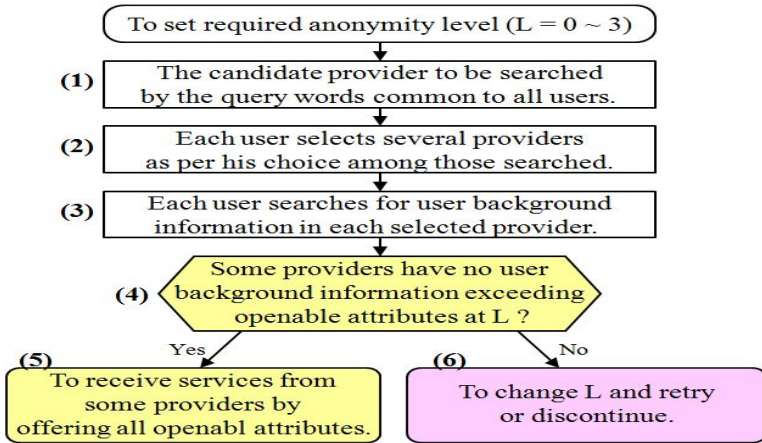 To set required anonymity level (L = 0 ~ 3)
(1)
The candidate provider to be searched
by the query words common to all users.
(2)
Each user selects several providers
as per his choice among those searched.
(3)
Each user searches for user background
information in each selected provider.
(4)
Some providers have no user
background information exceeding
openable attributes at L ?
Yes
No
(5)
To receive services from
some providers by
offering all openabl attributes.
(6)
To change L and retry
or discontinue.